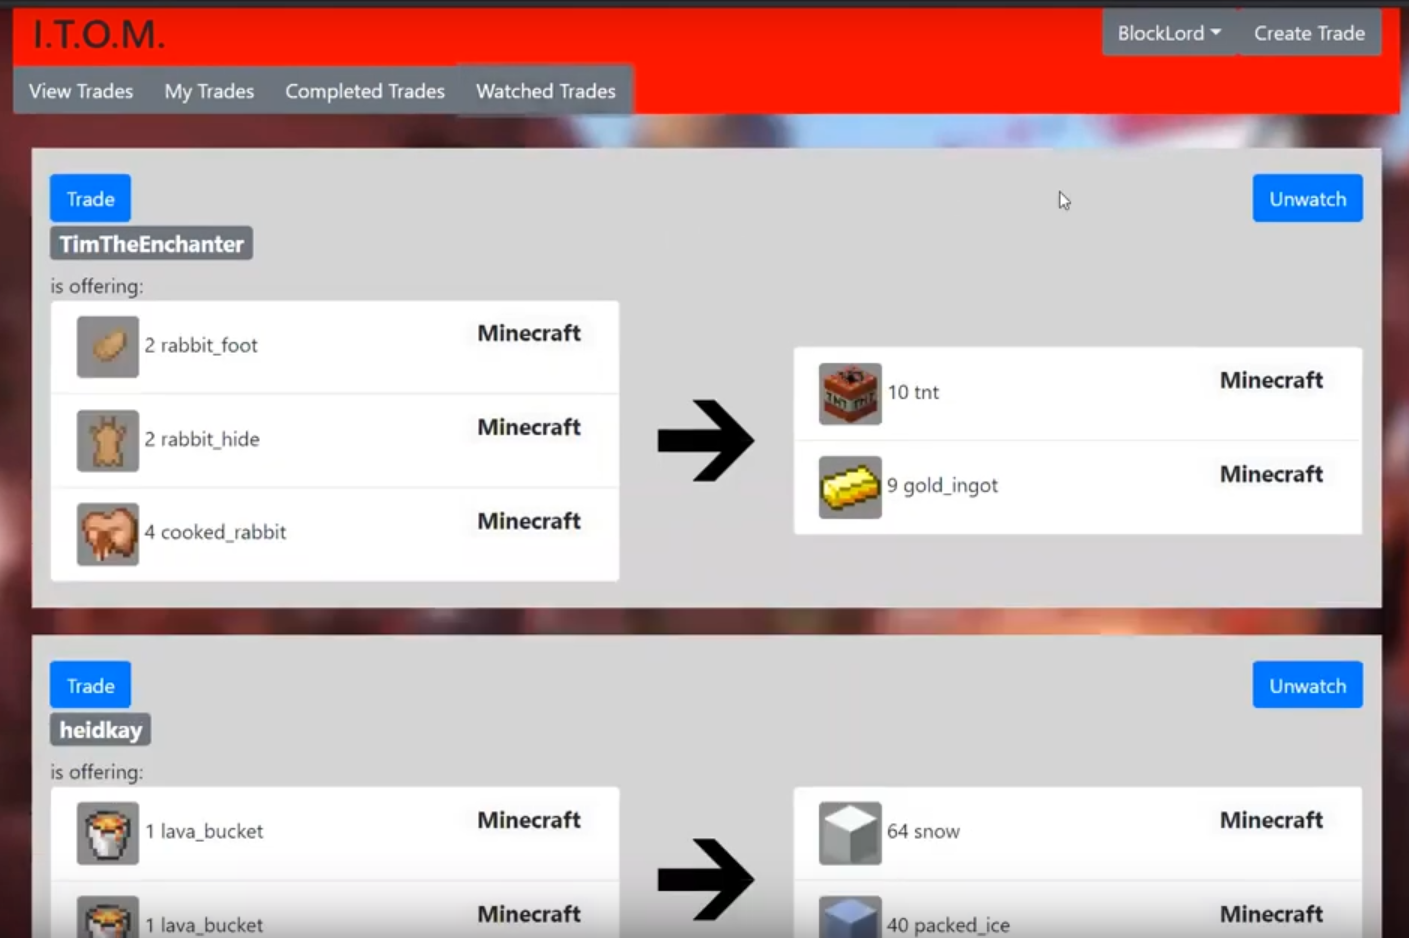 I.T.O.M.
BlockLord
Create Trade
View Trades
My Trades
Completed Trades
Watched Trades
Trade
Unwatch
TimTheEnchanter
is offering:
2 rabbit_foot
Minecraft
2 rabbit_hide
Minecraft
4 cooked_rabbit
Minecraft
10 tnt
Minecraft
9 gold_ingot
Minecraft
Trade
Unwatch
heidkay
is offering:
1 lava_bucket
Minecraft
1 lava_bucket
Minecraft
64 snow
Minecraft
40 packed_ice
Minecraft